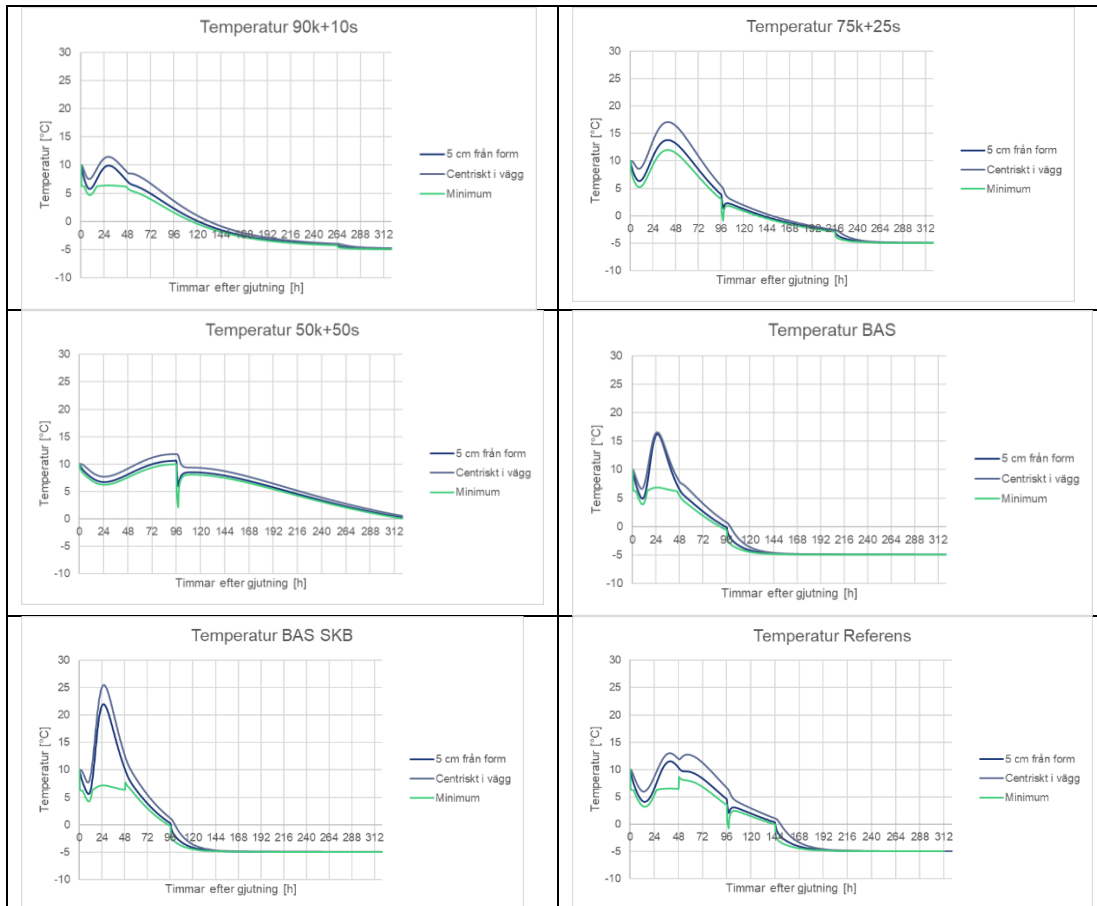 Temperatur 90k+10s
30
25
20
15
10
5
0
-5
-10
Temperatur [°C]
0 24 48 72 96 120 144 168 192 216 240 264 288 312
Timmar efter gjutning [h]
5 cm från form
Centriskt i vägg
Minimum
Temperatur 75k+25s
30
25
20
15
10
5
0
-5
-10
Temperatur [°C]
0 24 48 72 96 120 144 168 192 216 240 264 288 312
Timmar efter gjutning [h]
5 cm från form
Centriskt i vägg
Minimum
Temperatur 50k+50s
30
25
20
15
10
5
0
-5
-10
Temperatur [°C]
0 24 48 72 96 120 144 168 192 216 240 264 288 312
Timmar efter gjutning [h]
5 cm från form
Centriskt i vägg
Minimum
Temperatur BAS
30
25
20
15
10
5
0
-5
-10
Temperatur [°C]
0 24 48 72 96 120 144 168 192 216 240 264 288 312
Timmar efter gjutning [h]
5 cm från form
Centriskt i vägg
Minimum
Temperatur BAS SKB
30
25
20
15
10
5
0
-5
-10
Temperatur [°C]
0 24 48 72 96 120 144 168 192 216 240 264 288 312
Timmar efter gjutning [h]
5 cm från form
Centriskt i vägg
Minimum
Temperatur Referens
30
25
20
15
10
5
0
-5
-10
Temperatur [°C]
0 24 48 72 96 120 144 168 192 216 240 264 288 312
Timmar efter gjutning [h]
5 cm från form
Centriskt i vägg
Minimum